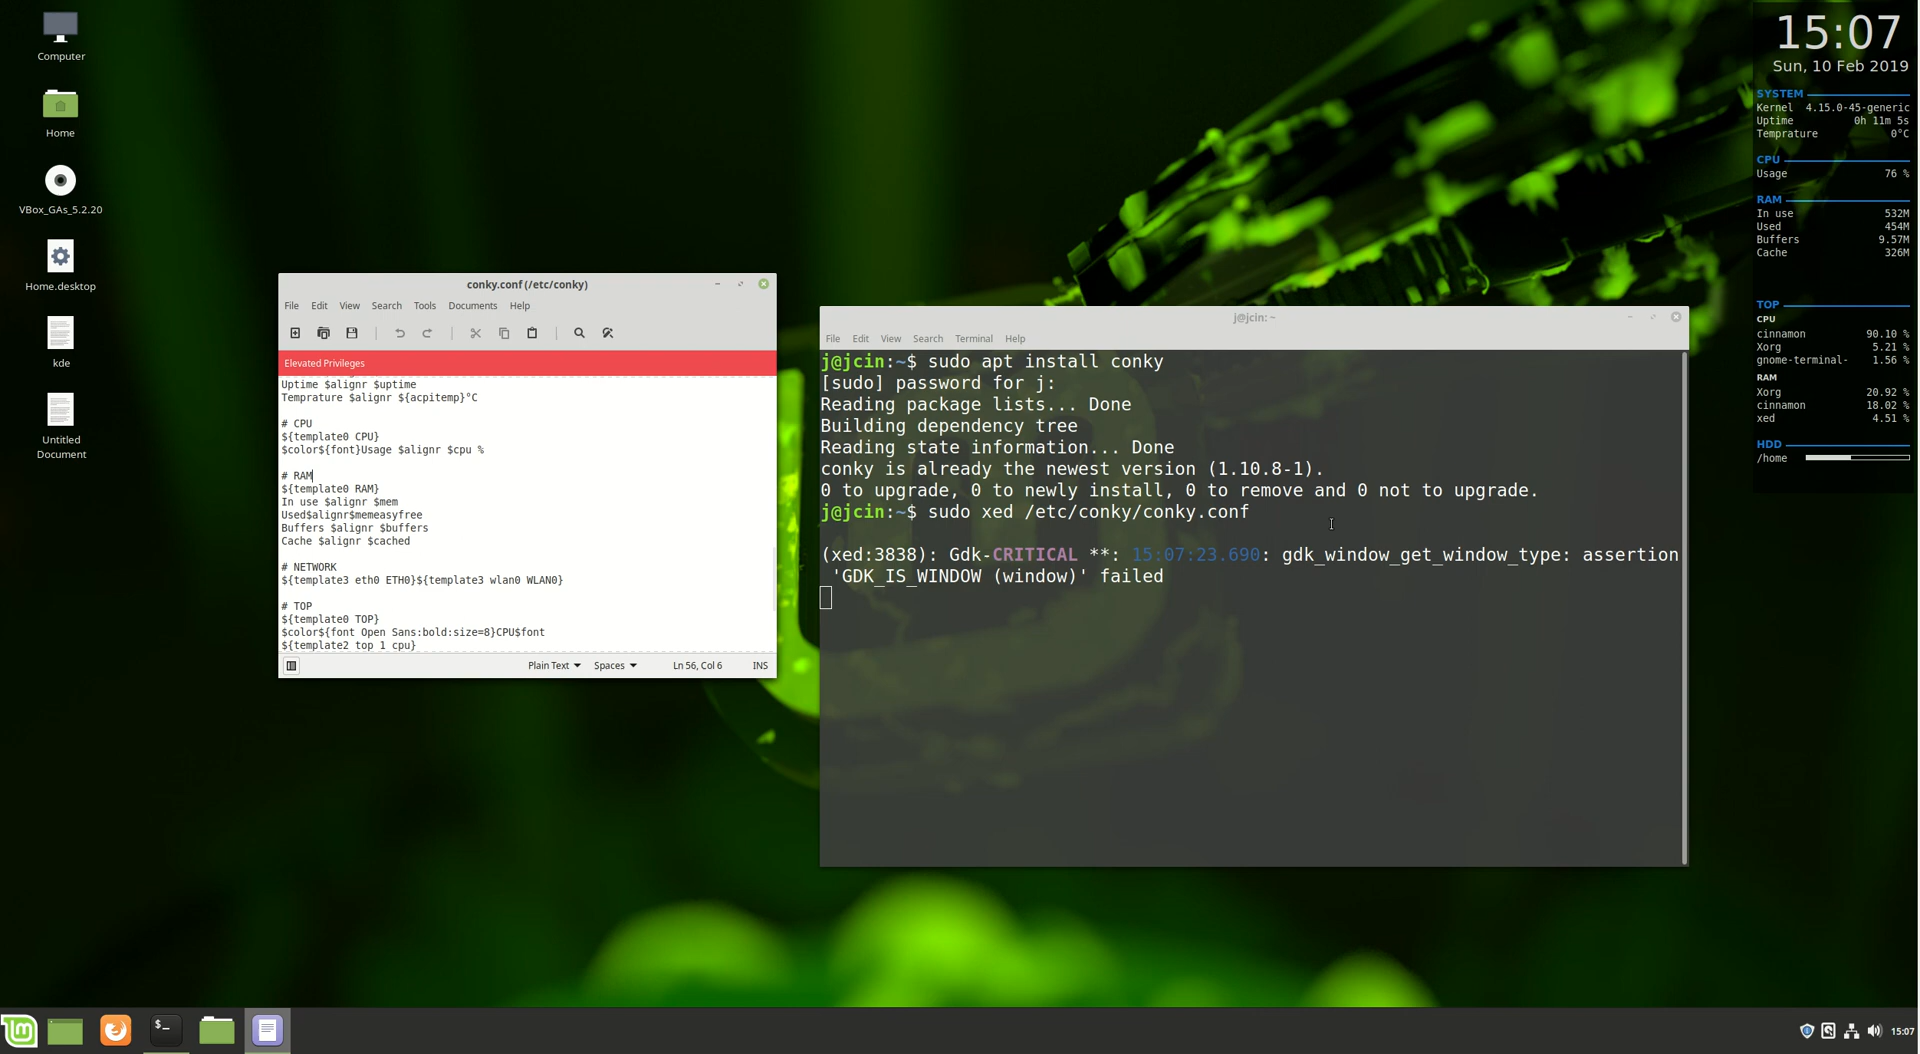 Computer
Home
VBox_GAs_5.2.20
Home.desktop
kde
Untitled
Document
conky.conf (/etc/conky)
File Edit View Search Tools Documents Help
Elevated Privileges
Uptime $alignr $uptime
Temprature $alignr ${acpitemp}°C
# CPU
${template0 CPU}
$color${font}Usage $alignr $cpu %
# RAM
${template0 RAM}
In use $alignr $mem
Used$alignr$memeasyfree
Buffers $alignr $buffers
Cache $alignr $cached
# NETWORK
${template3 eth0 ETH0}${template3 wlan0 WLAN0}
# TOP
${template0 TOP}
$color${font Open Sans:bold:size=8}CPU$font
${template2 top 1 cpu}
Plain Text Spaces Ln 56, Col 6 INS
j@jcin: ~
File Edit View Search Terminal Help
j@jcin:~$ sudo apt install conky
[sudo] password for j:
Reading package lists... Done
Building dependency tree
Reading state information... Done
conky is already the newest version (1.10.8-1).
0 to upgrade, 0 to newly install, 0 to remove and 0 not to upgrade.
j@jcin:~$ sudo xed /etc/conky/conky.conf
(xed:3838): Gdk-CRITICAL **: 15:07:23.690: gdk_window_get_window_type: assertion
'GDK_IS_WINDOW (window)' failed
15:07
Sun, 10 Feb 2019
SYSTEM
Kernel 4.15.0-45-generic
Uptime 0h 11m 5s
Temprature 0°C
CPU
Usage 76 %
RAM
In use 532M
Used 454M
Buffers 9.57M
Cache 326M
TOP
CPU
cinnamon 90.10 %
Xorg 5.21 %
gnome-terminal- 1.56 %
RAM
Xorg 20.92 %
cinnamon 18.02 %
xed 4.51 %
HDD
/home
$_
15:07